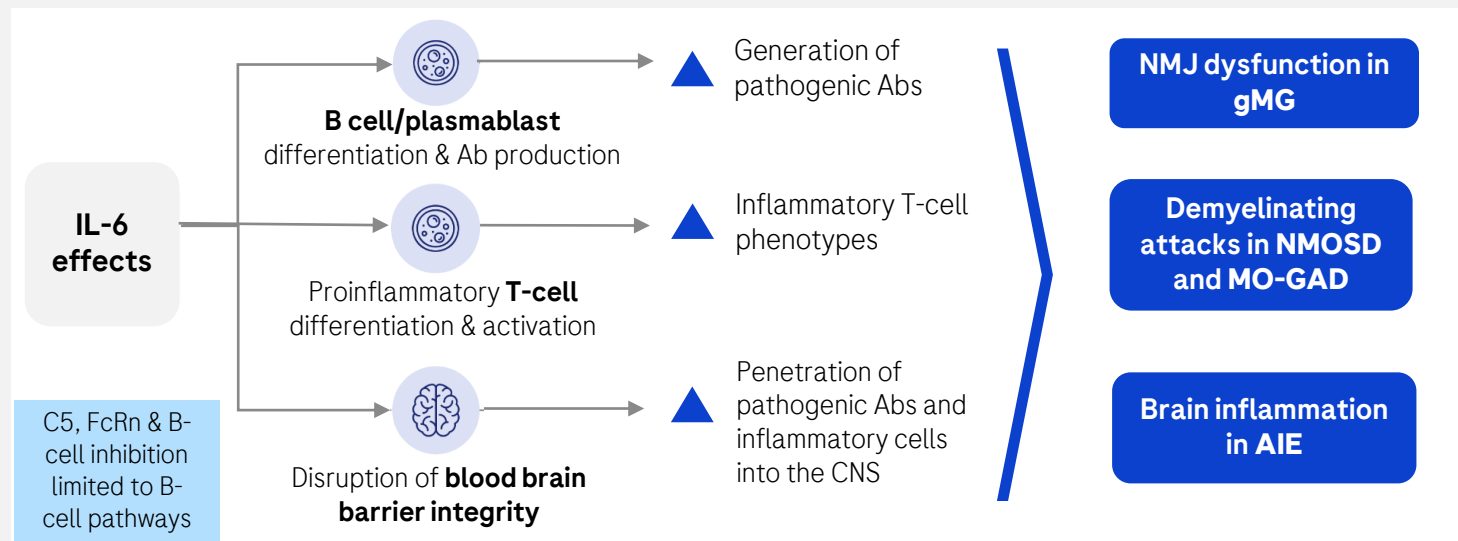 IL-6
effects
C5, FcRn & B-
cell inhibition
limited to B-
cell pathways
B cell/plasmablast
differentiation & Ab production
Generation of
pathogenic Abs
Proinflammatory T-cell
differentiation & activation
Inflammatory T-cell
phenotypes
Disruption of blood brain
barrier integrity
Penetration of
pathogenic Abs and
inflammatory cells
into the CNS
NMJ dysfunction in
gMG
Demyelinating
attacks in NMOSD
and MO-GAD
Brain inflammation
in AIE